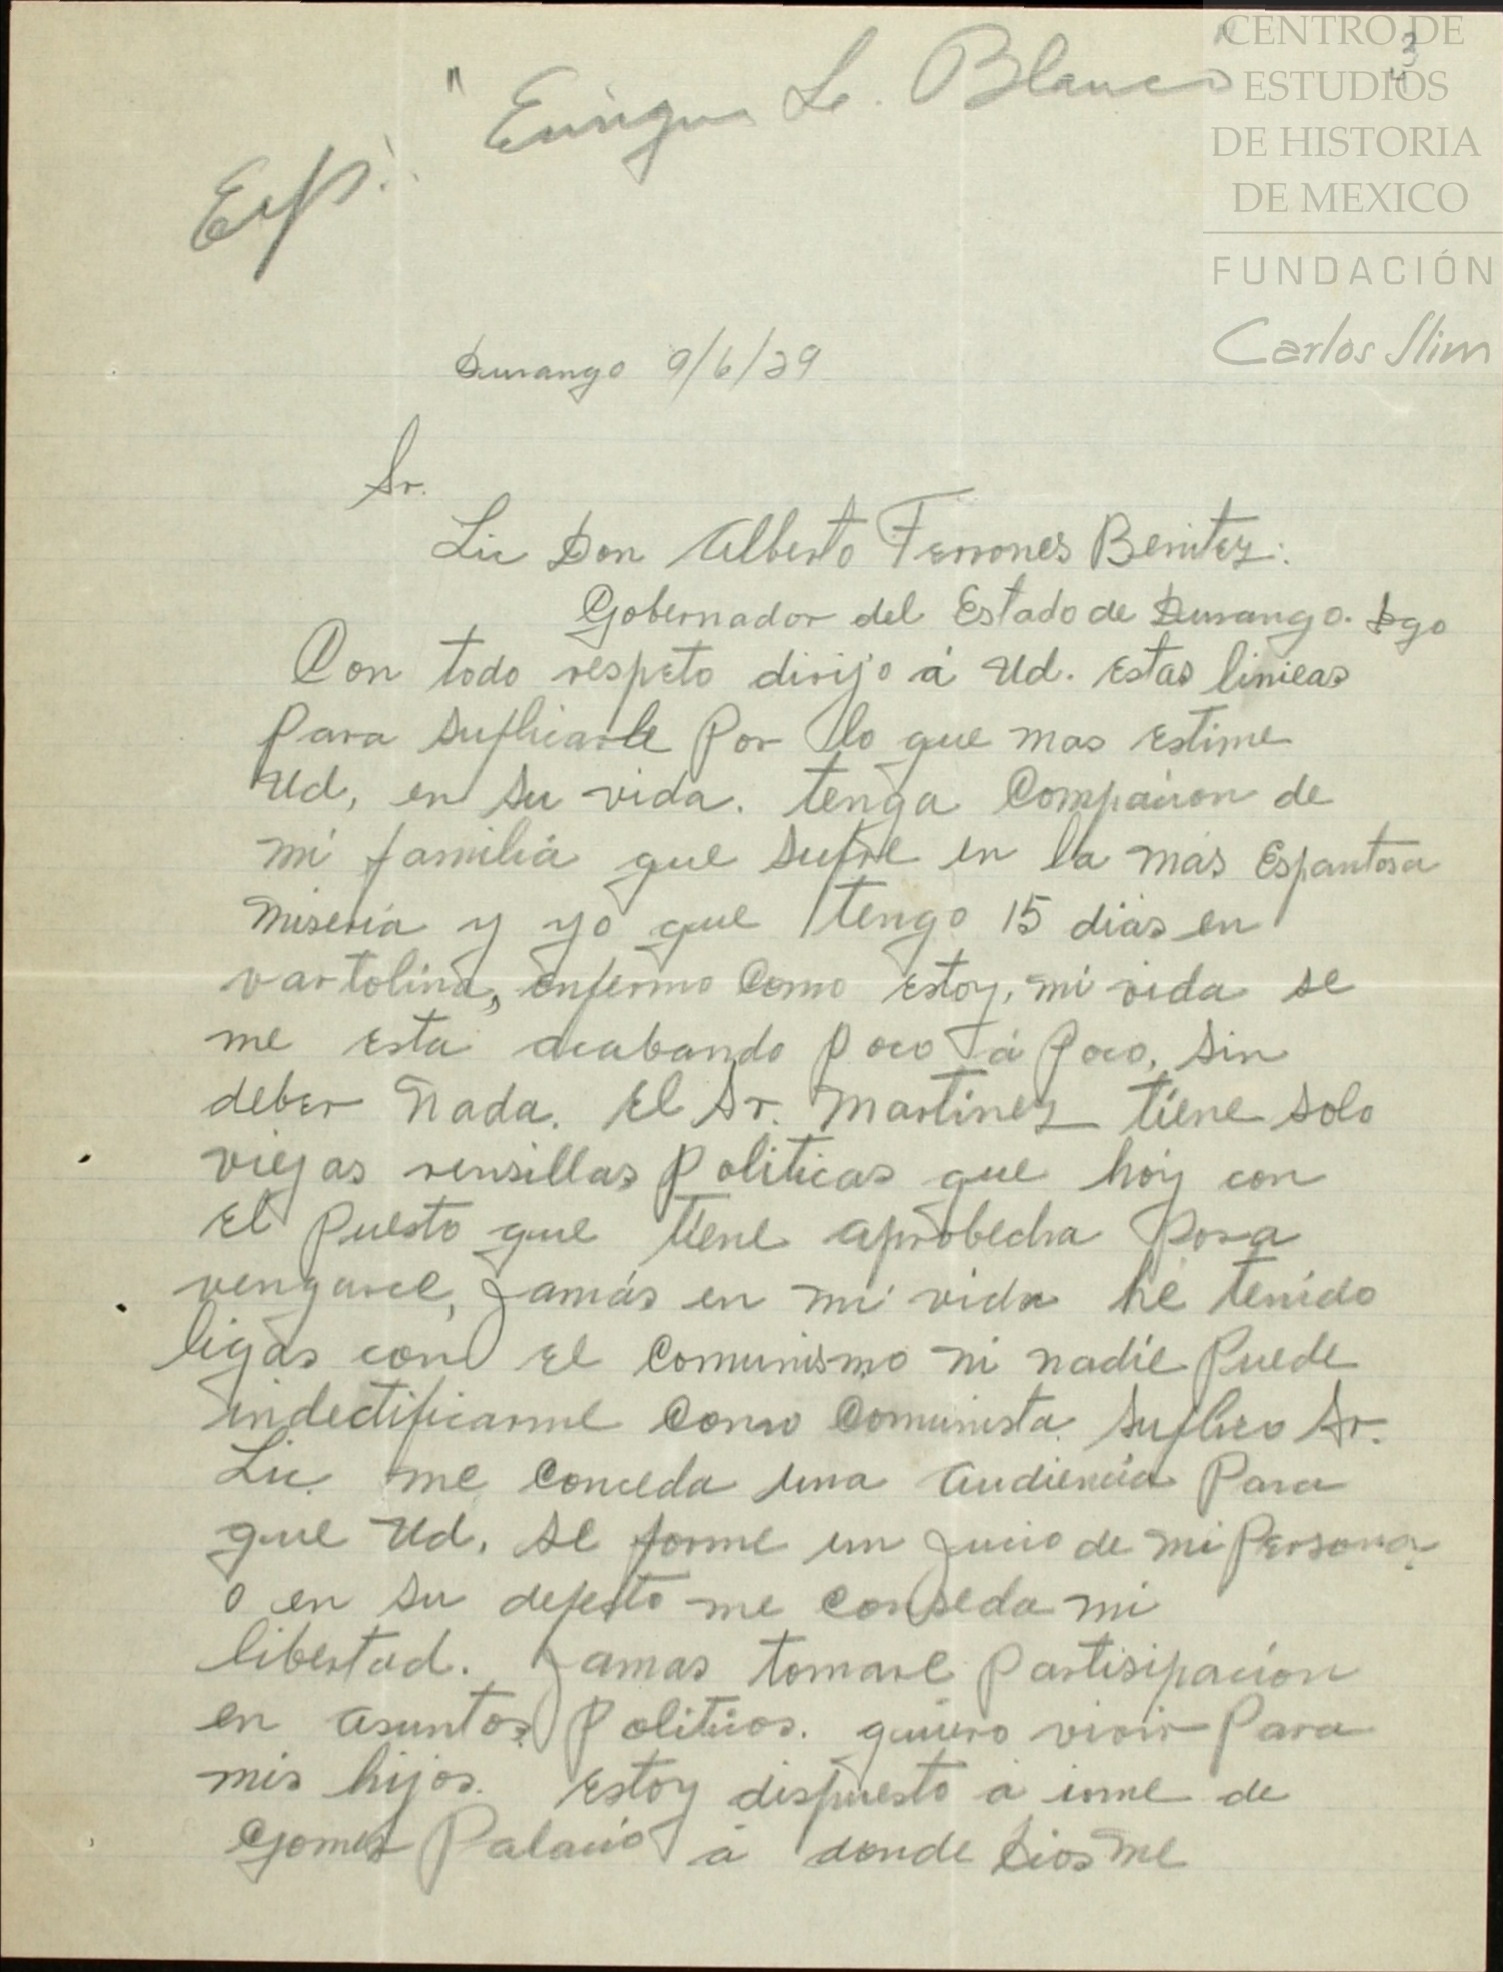 CENTRO DE
ESTUDIOS
DE HISTORIA
DE MEXICO
FUNDACIÓN
Carlos Slim
3
Exp: "Enrique L. Blanco"
Durango 9/6/29
Sr.
Lic Don Alberto Terrones Benitez:
Gobernador del Estado de Durango. Dgo
Con todo respeto dirijo á Ud. estas linieas
para suplicarle por lo que mas estime
Ud, en su vida. tenga Compacion de
mi familia que sufre en la más Espantosa
miseria y yo que tengo 15 dias en
vartolina, enfermo Como estoy, mi vida se
me esta acabando poco á poco, sin
deber Nada. el Sr. Martinez tiene solo
viejas rensillas politicas que hoy con
el puesto que tiene aprobecha para
vengarce, jamás en mi vida hé tenido
ligas con el Comunismo ni nadie puede
indectificarme Como Comunista. Suplico Sr.
Lic. me Conceda una audiencia para
que Ud. se forme un juicio de mi persona
o en su defecto me conseda mi
libertad. jamas tomare partisipacion
en asuntos politicos. quiero vivir para
mis hijos. Estoy dispuesto á irme de
Gomez Palacio á donde Dios me